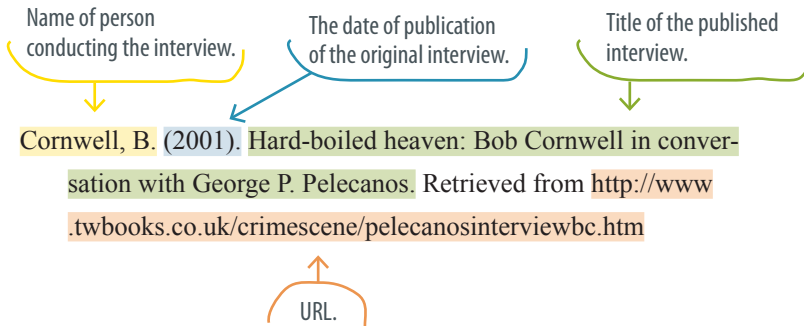 Name of person
conducting the interview.
The date of publication
of the original interview.
Title of the published
interview.
Cornwell, B. (2001). Hard-boiled heaven: Bob Cornwell in conver-
sation with George P. Pelecanos. Retrieved from http://www
.twbooks.co.uk/crimescene/pelecanosinterviewbc.htm
URL.